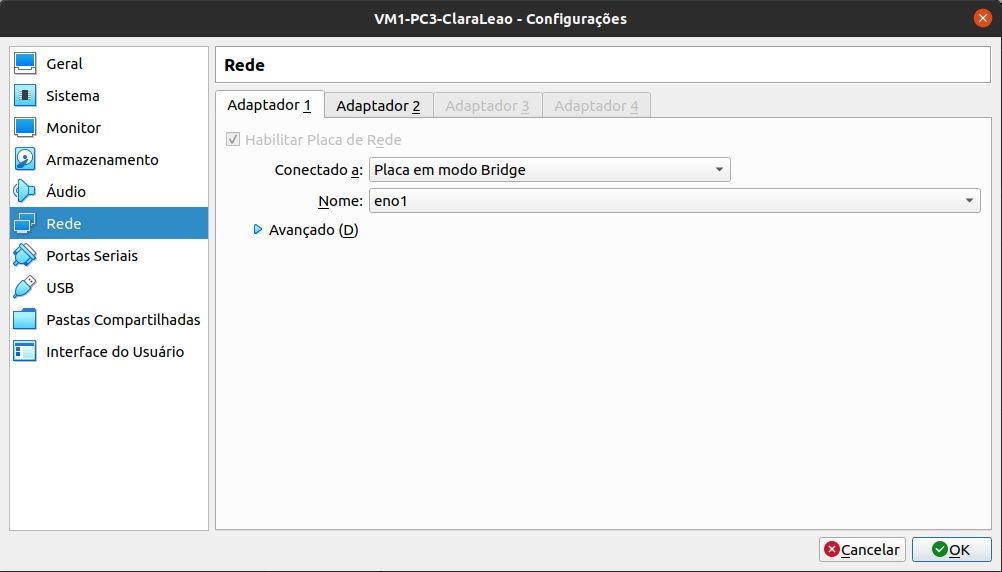 VM1-PC3-ClaraLeao - Configurações
Geral
Sistema
Monitor
Armazenamento
Áudio
Rede
Portas Seriais
USB
Pastas Compartilhadas
Interface do Usuário
Rede
Adaptador 1 Adaptador 2 Adaptador 3 Adaptador 4
Habilitar Placa de Rede
Conectado a: Placa em modo Bridge
Nome: eno1
Avançado (D)
Cancelar OK